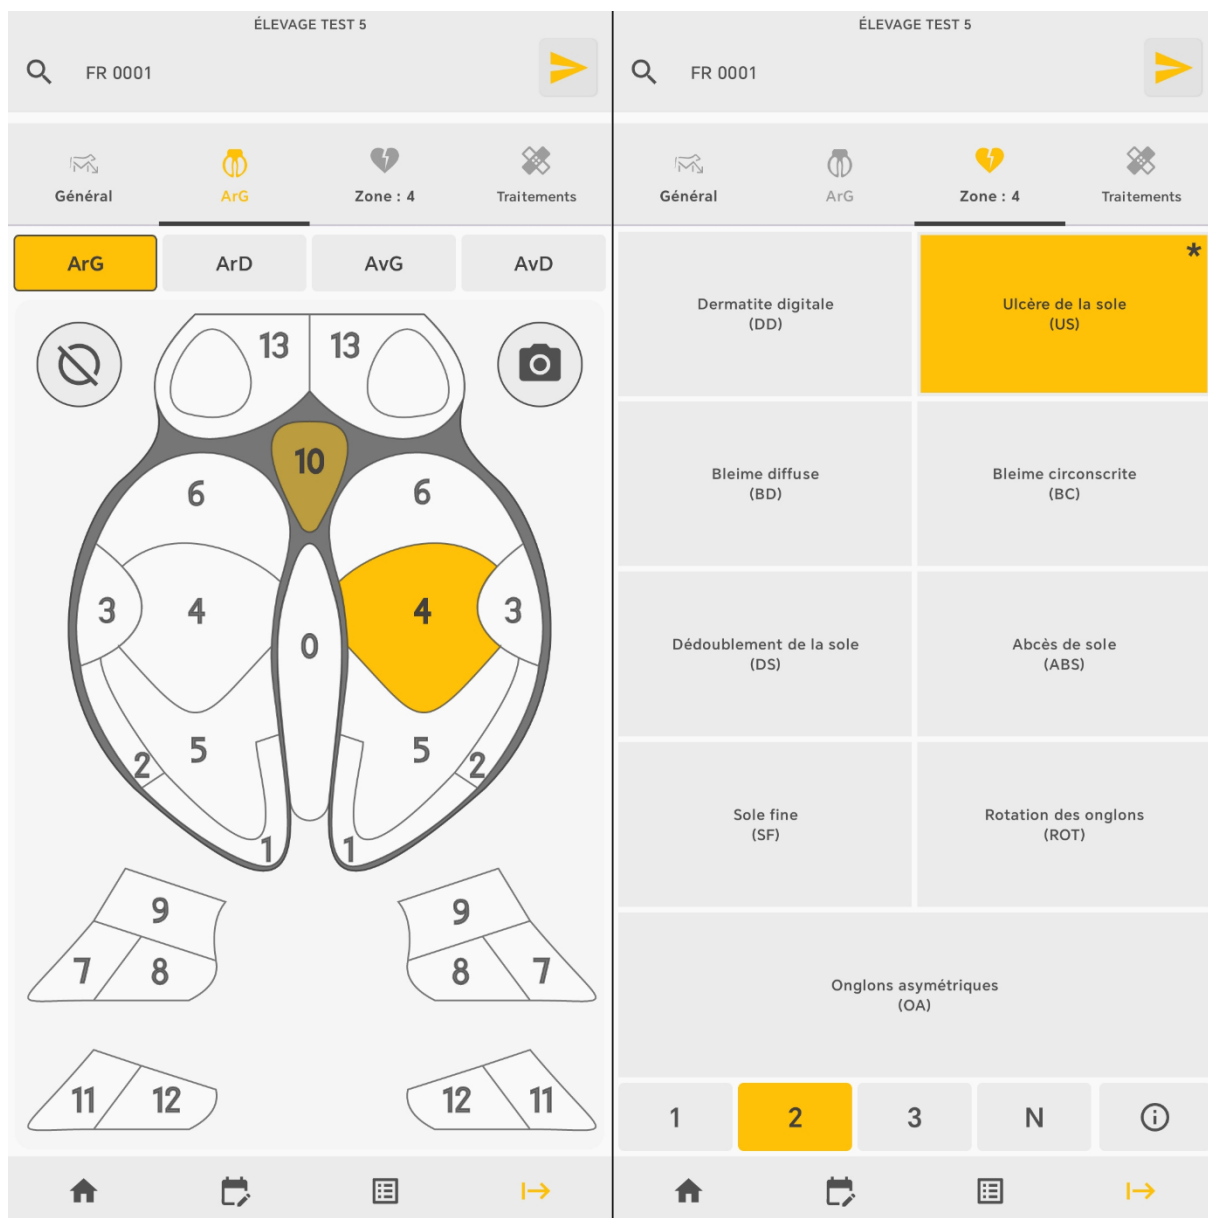 ÉLEVAGE TEST 5
FR 0001
Général
ArG
Zone : 4
Traitements
ArG
ArD
AvG
AvD
13
13
10
6
6
3
4
4
3
0
5
5
2
2
1
1
9
9
7
8
8
7
11
12
12
11
ÉLEVAGE TEST 5
FR 0001
Général
ArG
Zone : 4
Traitements
Dermatite digitale
(DD)
Ulcère de la sole
(US)
*
Bleime diffuse
(BD)
Bleime circonscrite
(BC)
Dédoublement de la sole
(DS)
Abcès de sole
(ABS)
Sole fine
(SF)
Rotation des onglons
(ROT)
Onglons asymétriques
(OA)
1
2
3
N